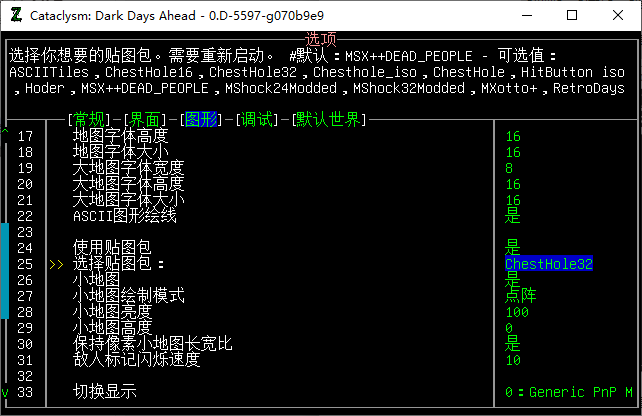 Cataclysm: Dark Days Ahead - 0.D-5597-g070b9e9
选项
选择你想要的贴图包。需要重新启动。 #默认：MSX++DEAD_PEOPLE - 可选值：
ASCIITiles，ChestHole16，ChestHole32，Chesthole_iso，ChestHole，HitButton iso
，Hoder，MSX++DEAD_PEOPLE，MShock24Modded，MShock32Modded，MXotto+，RetroDays
[常规]-[界面]-[图形]-[调试]-[默认世界]
17 地图字体高度 16
18 地图字体大小 16
19 大地图字体宽度 8
20 大地图字体高度 16
21 大地图字体大小 16
22 ASCII图形绘线 是
23
24 使用贴图包 是
25 >> 选择贴图包： ChestHole32
26 小地图 是
27 小地图绘制模式 点阵
28 小地图亮度 100
29 小地图高度 0
30 保持像素小地图长宽比 是
31 敌人标记闪烁速度 10
32
33 切换显示 0：Generic PnP M